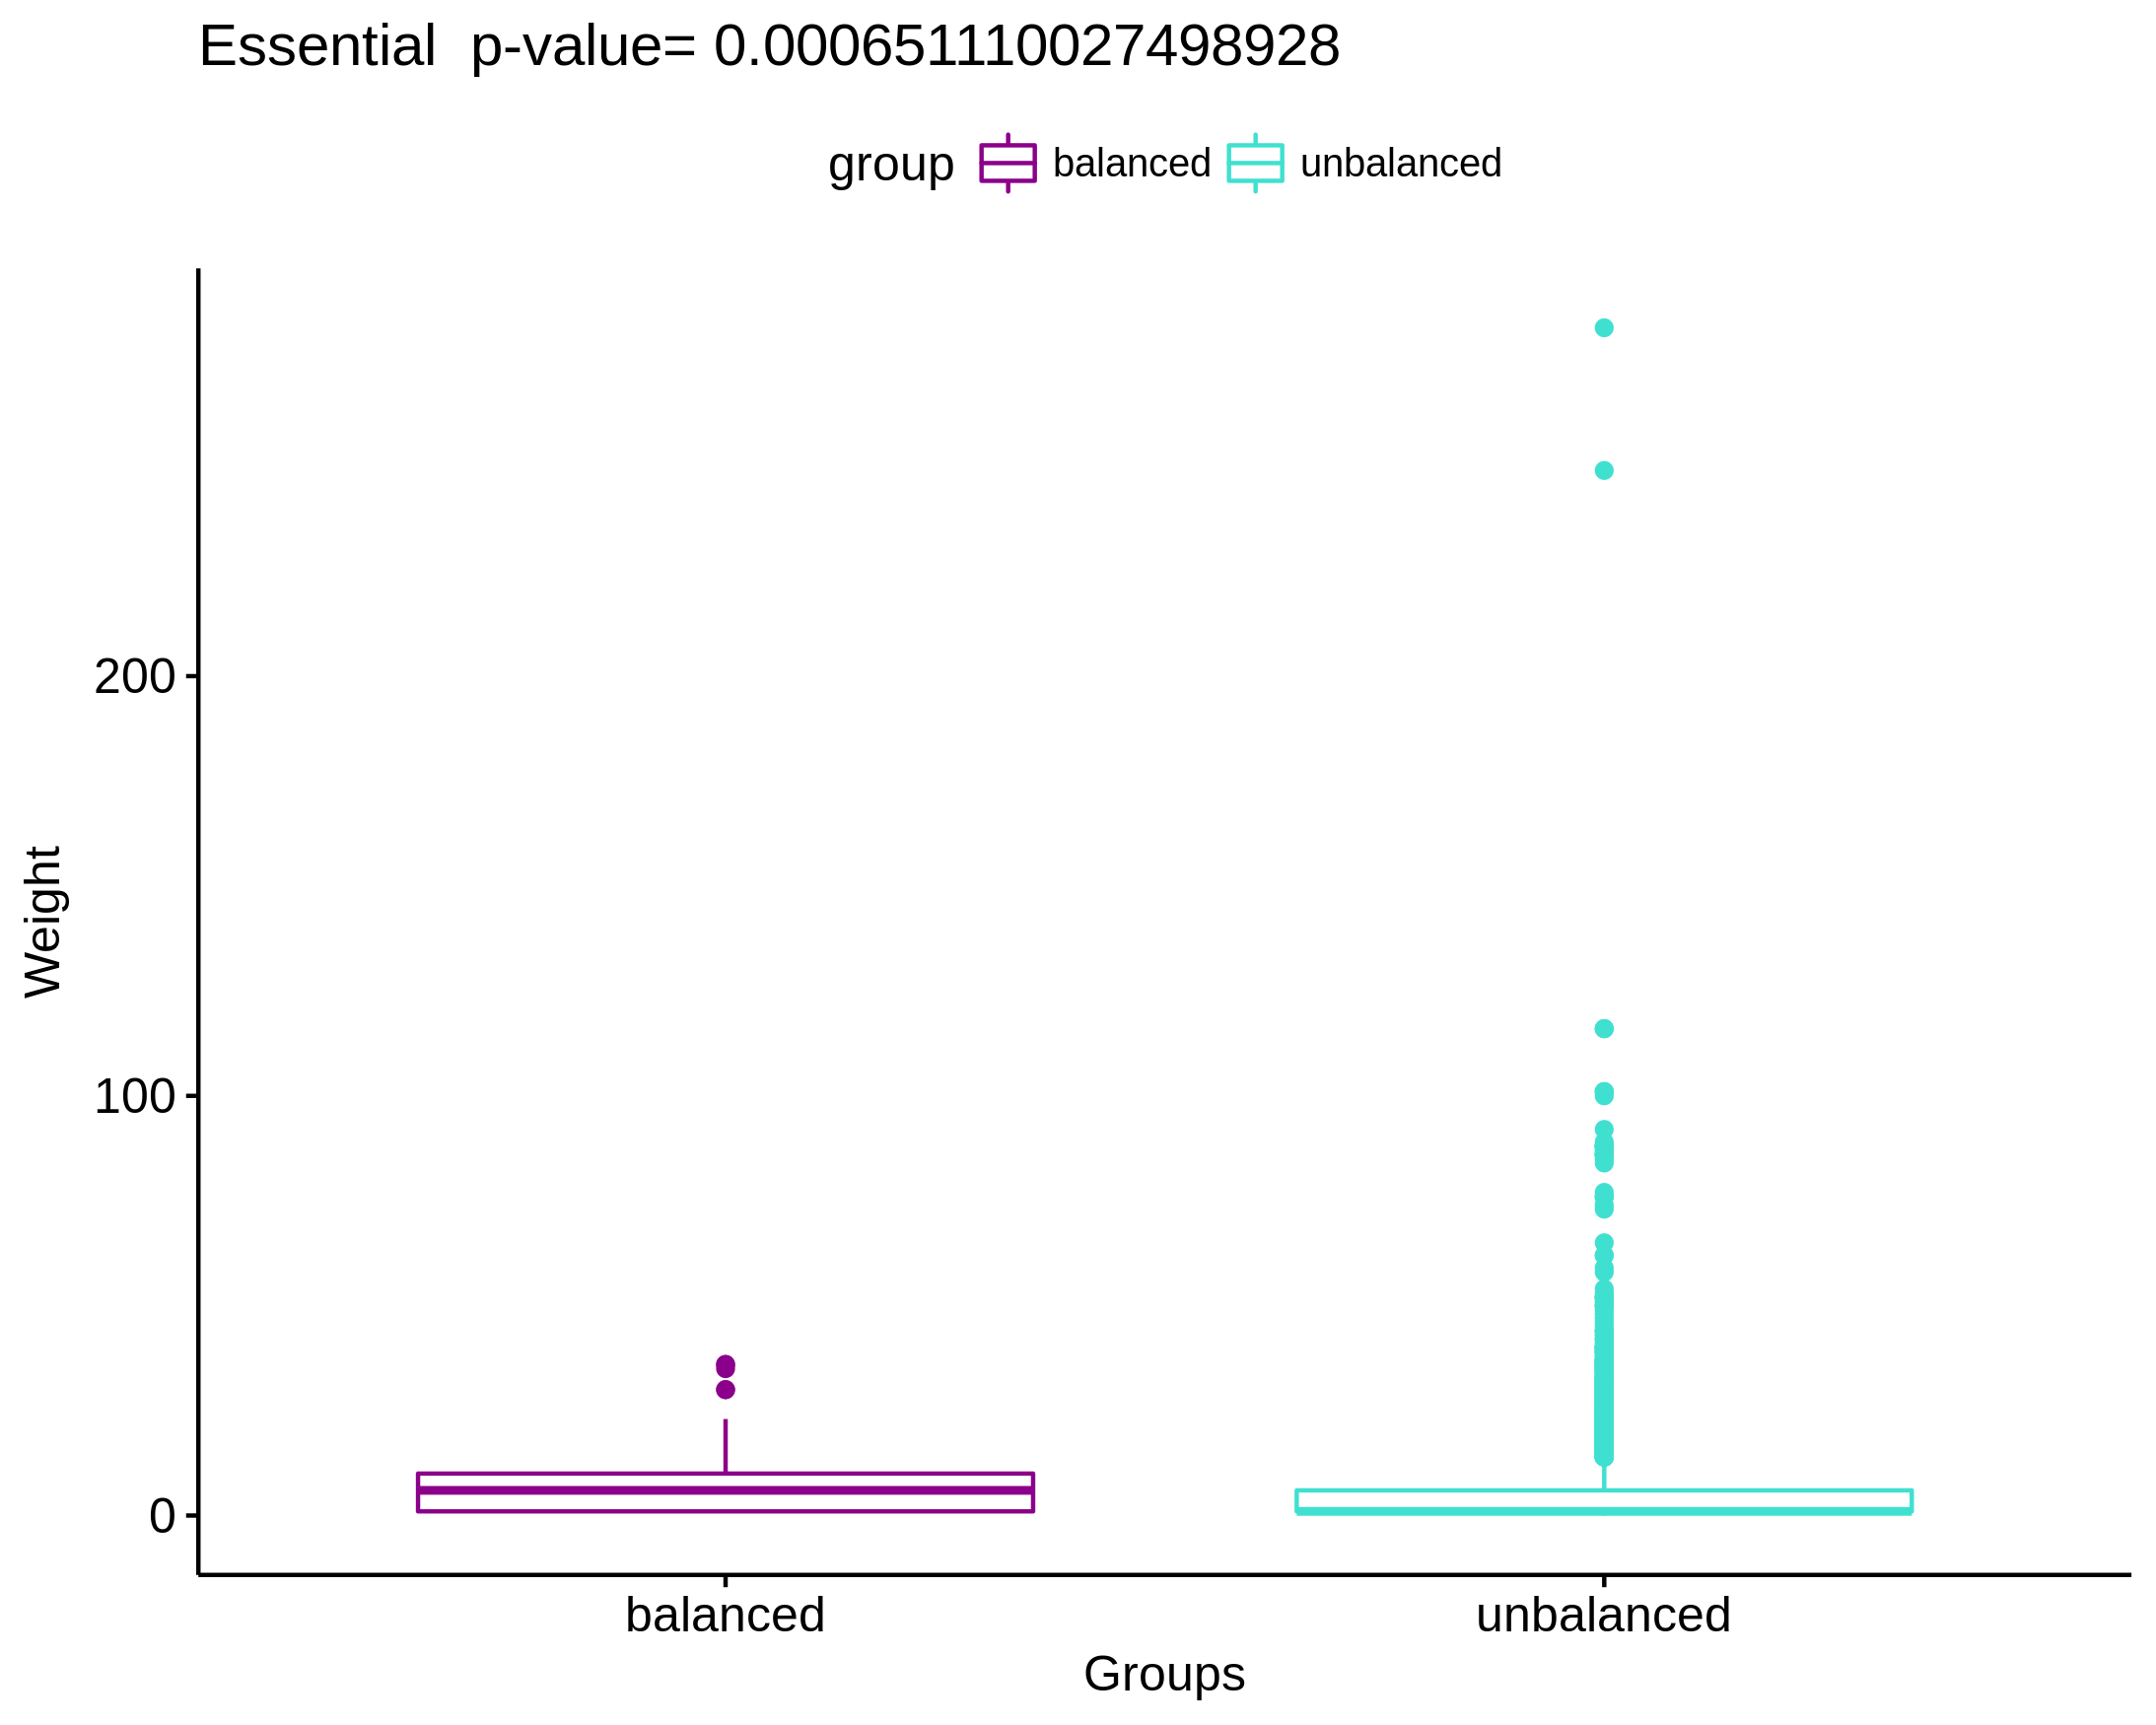 Essential  p-value= 0.000651110027498928
group balanced unbalanced
Weight
200
100
0
balanced unbalanced
Groups